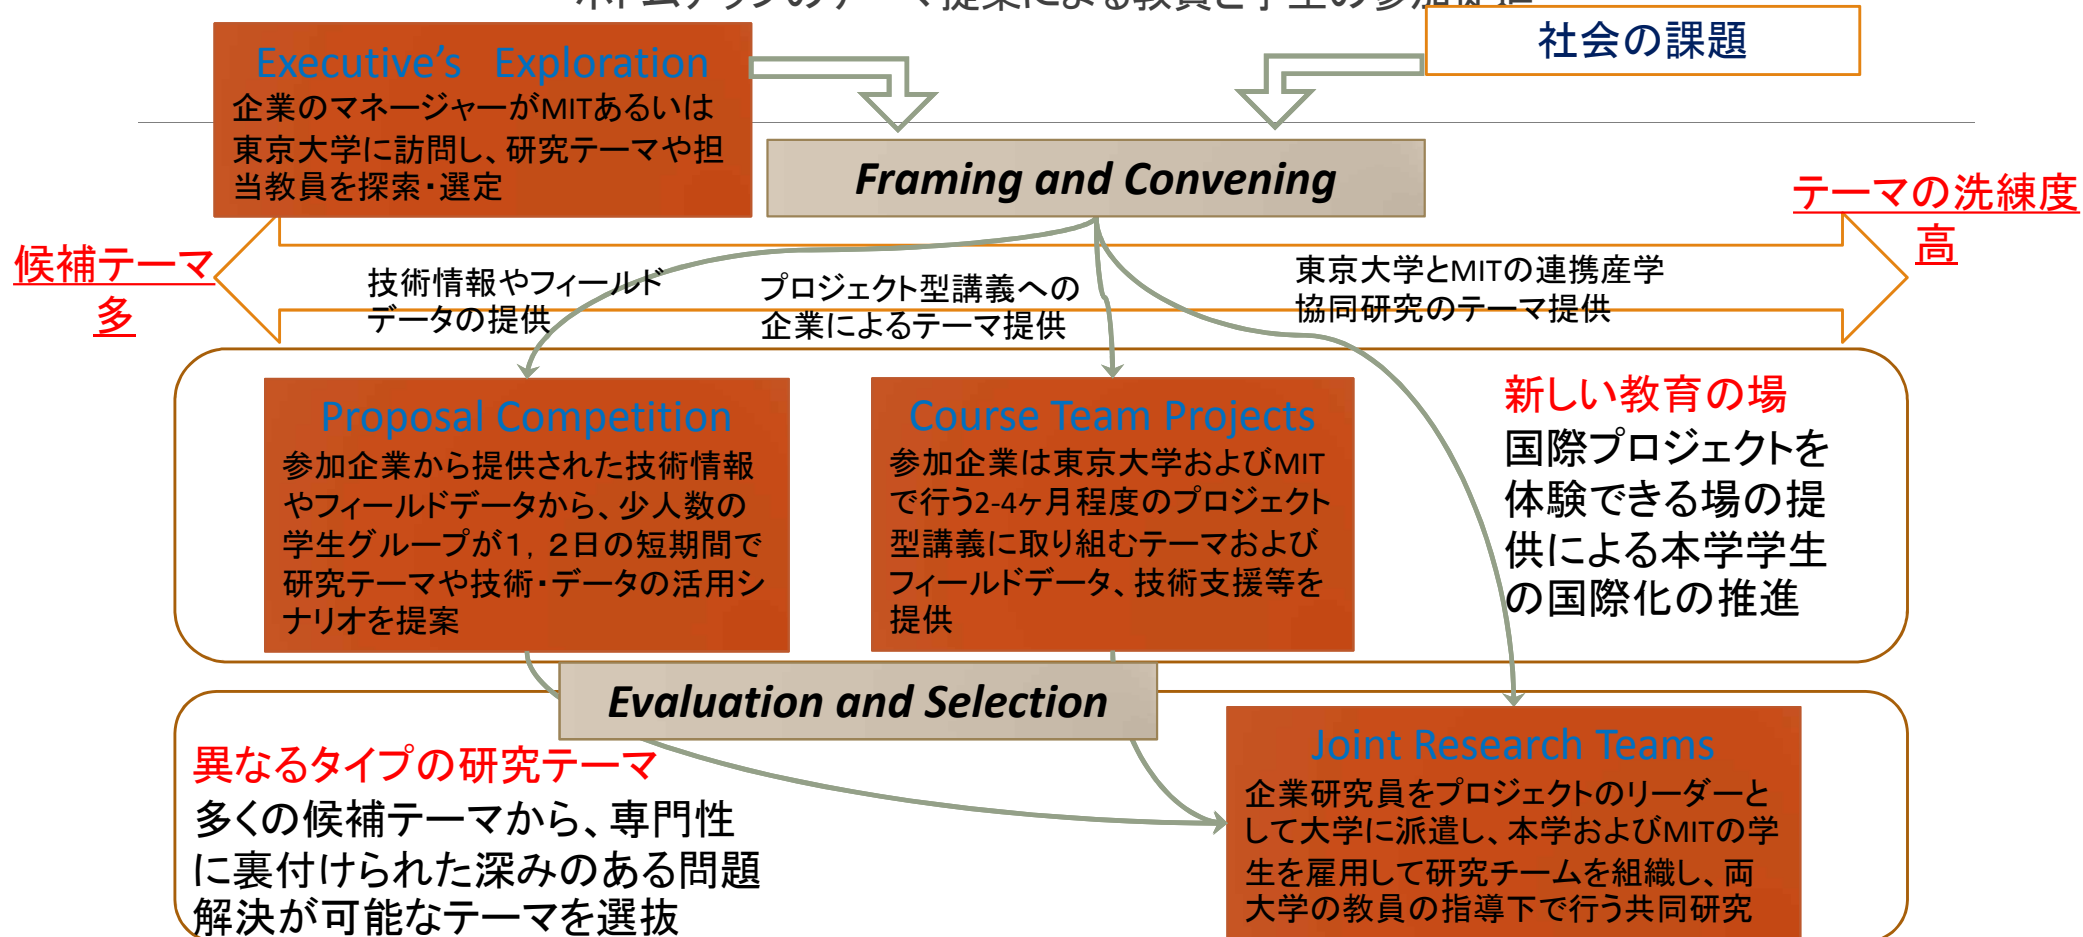 Executive's Exploration
企業のマネージャーがMITあるいは
東京大学に訪問し、研究テーマや担
当教員を探索・選定
社会の課題
Framing and Convening
テーマの洗練度
高
候補テーマ
多
技術情報やフィールド
データの提供
プロジェクト型講義への
企業によるテーマ提供
東京大学とMITの連携産学
協同研究のテーマ提供
Proposal Competition
参加企業から提供された技術情報
やフィールドデータから、少人数の
学生グループが1，2日の短期間で
研究テーマや技術・データの活用シ
ナリオを提案
Course Team Projects
参加企業は東京大学およびMIT
で行う2-4ヶ月程度のプロジェクト
型講義に取り組むテーマおよび
フィールドデータ、技術支援等を
提供
新しい教育の場
国際プロジェクトを
体験できる場の提
供による本学学生
の国際化の推進
Evaluation and Selection
異なるタイプの研究テーマ
多くの候補テーマから、専門性
に裏付けられた深みのある問題
解決が可能なテーマを選抜
Joint Research Teams
企業研究員をプロジェクトのリーダーと
して大学に派遣し、本学およびMITの学
生を雇用して研究チームを組織し、両
大学の教員の指導下で行う共同研究